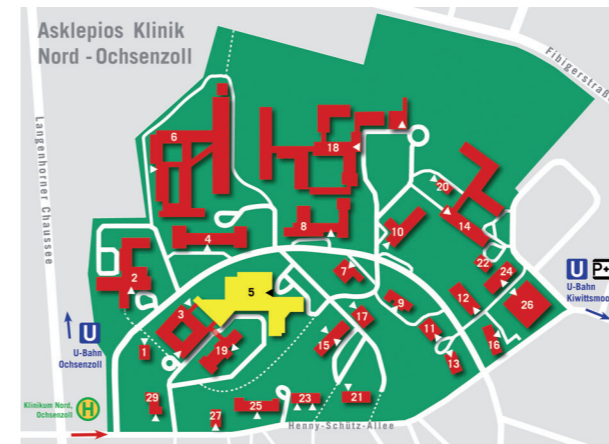 Asklepios Klinik
Nord - Ochsenzoll
Fibigerstraße
Langenhorner Chaussee
6
18
20
14
8
10
4
22
2
7
24
5
9
12
26
3
17
11
1
19
15
16
13
29
27
25
23
21
U
U-Bahn
Ochsenzoll
U
P+
U-Bahn
Kiwittsmoo
Klinikum Nord,
Ochsenzoll
H
Henny-Schütz-Allee